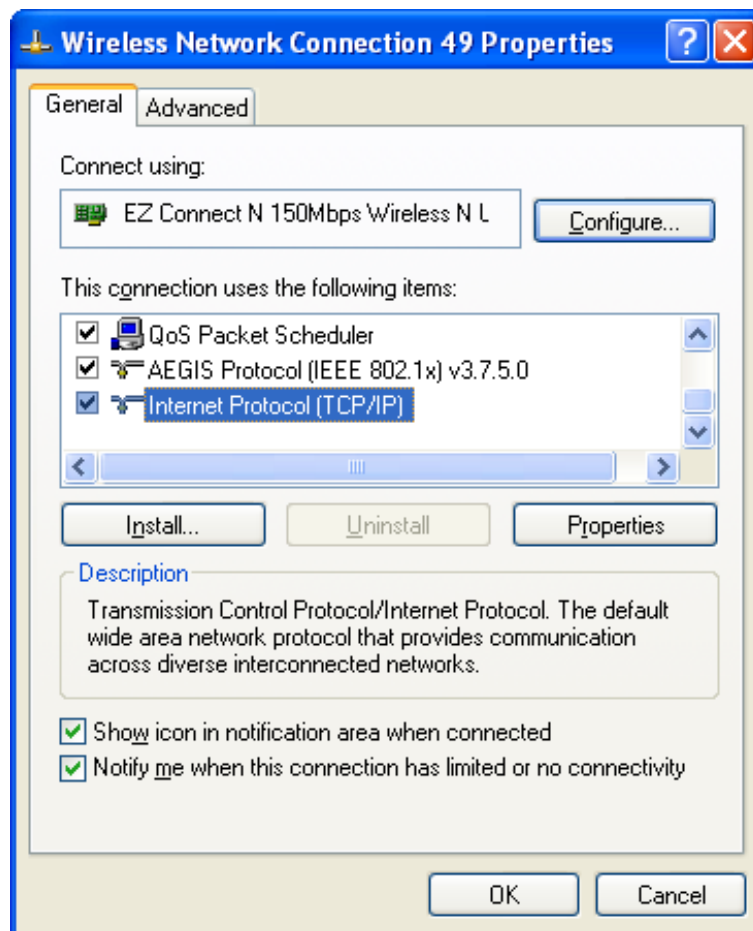 Wireless Network Connection 49 Properties
General Advanced
Connect using:
EZ Connect N 150Mbps Wireless N U
Configure...
This connection uses the following items:
QoS Packet Scheduler
AEGIS Protocol (IEEE 802.1x) v3.7.5.0
Internet Protocol (TCP/IP)
Install... Uninstall Properties
Description
Transmission Control Protocol/Internet Protocol. The default
wide area network protocol that provides communication
across diverse interconnected networks.
Show icon in notification area when connected
Notify me when this connection has limited or no connectivity
OK Cancel